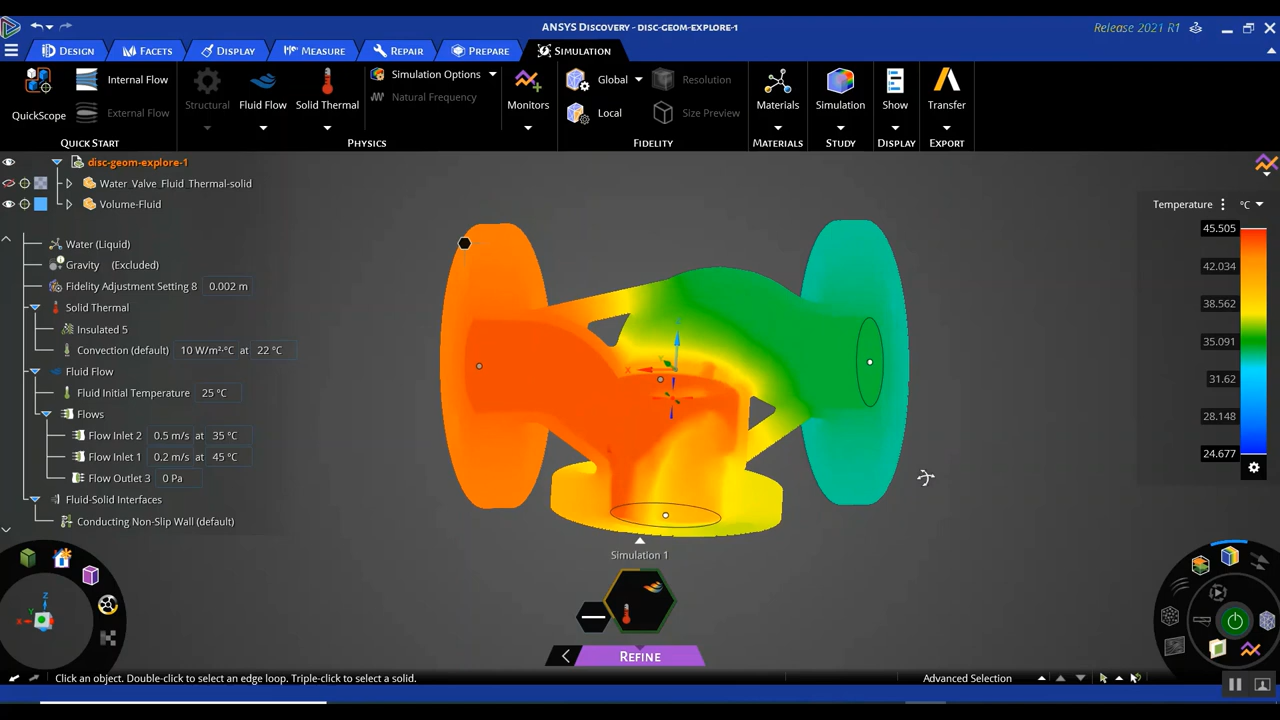 ANSYS DISCOVERY - DISC-GEOM-EXPLORE-1
Release 2021 R1
DESIGN
FACETS
DISPLAY
MEASURE
REPAIR
PREPARE
SIMULATION
QuickScope
Internal Flow
External Flow
QUICK START
Structural
Fluid Flow
Solid Thermal
Simulation Options
Natural Frequency
PHYSICS
Monitors
Global
Local
Resolution
Size Preview
FIDELITY
Materials
MATERIALS
Simulation
STUDY
Show
DISPLAY
Transfer
EXPORT
disc-geom-explore-1
Water Valve Fluid Thermal-solid
Volume-Fluid
Water (Liquid)
Gravity (Excluded)
Fidelity Adjustment Setting 8 0.002 m
Solid Thermal
Insulated 5
Convection (default) 10 W/m²·°C at 22 °C
Fluid Flow
Fluid Initial Temperature 25 °C
Flows
Flow Inlet 2 0.5 m/s at 35 °C
Flow Inlet 1 0.2 m/s at 45 °C
Flow Outlet 3 0 Pa
Fluid-Solid Interfaces
Conducting Non-Slip Wall (default)
Temperature °C
45.505
42.034
38.562
35.091
31.62
28.148
24.677
X
Z
Simulation 1
REFINE
Z
Y
X
Click an object. Double-click to select an edge loop. Triple-click to select a solid.
Advanced Selection